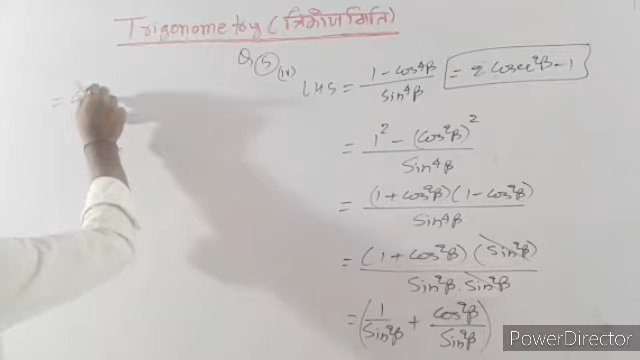 Trigonometry (त्रिकोणमिति)
Q 5 (iv)
LHS = 1 - cos⁴β / sin⁴β = 2 cosec²β - 1
= 1² - (cos²β)² / sin⁴β
= (1 + cos²β)(1 - cos²β) / sin⁴β
= (1 + cos²β)(sin²β) / sin²β . sin²β
= (1 / sin²β + cos²β / sin²β)
=
PowerDirector